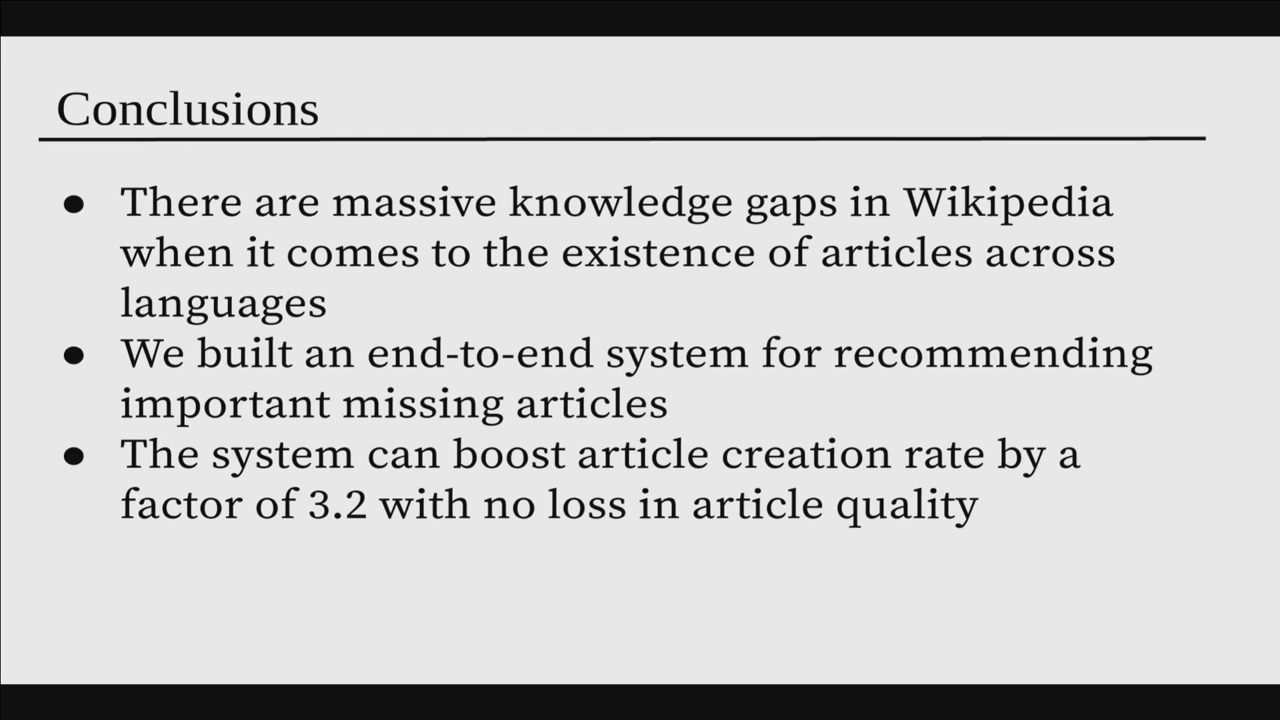 Conclusions
● There are massive knowledge gaps in Wikipedia
when it comes to the existence of articles across
languages
● We built an end-to-end system for recommending
important missing articles
● The system can boost article creation rate by a
factor of 3.2 with no loss in article quality